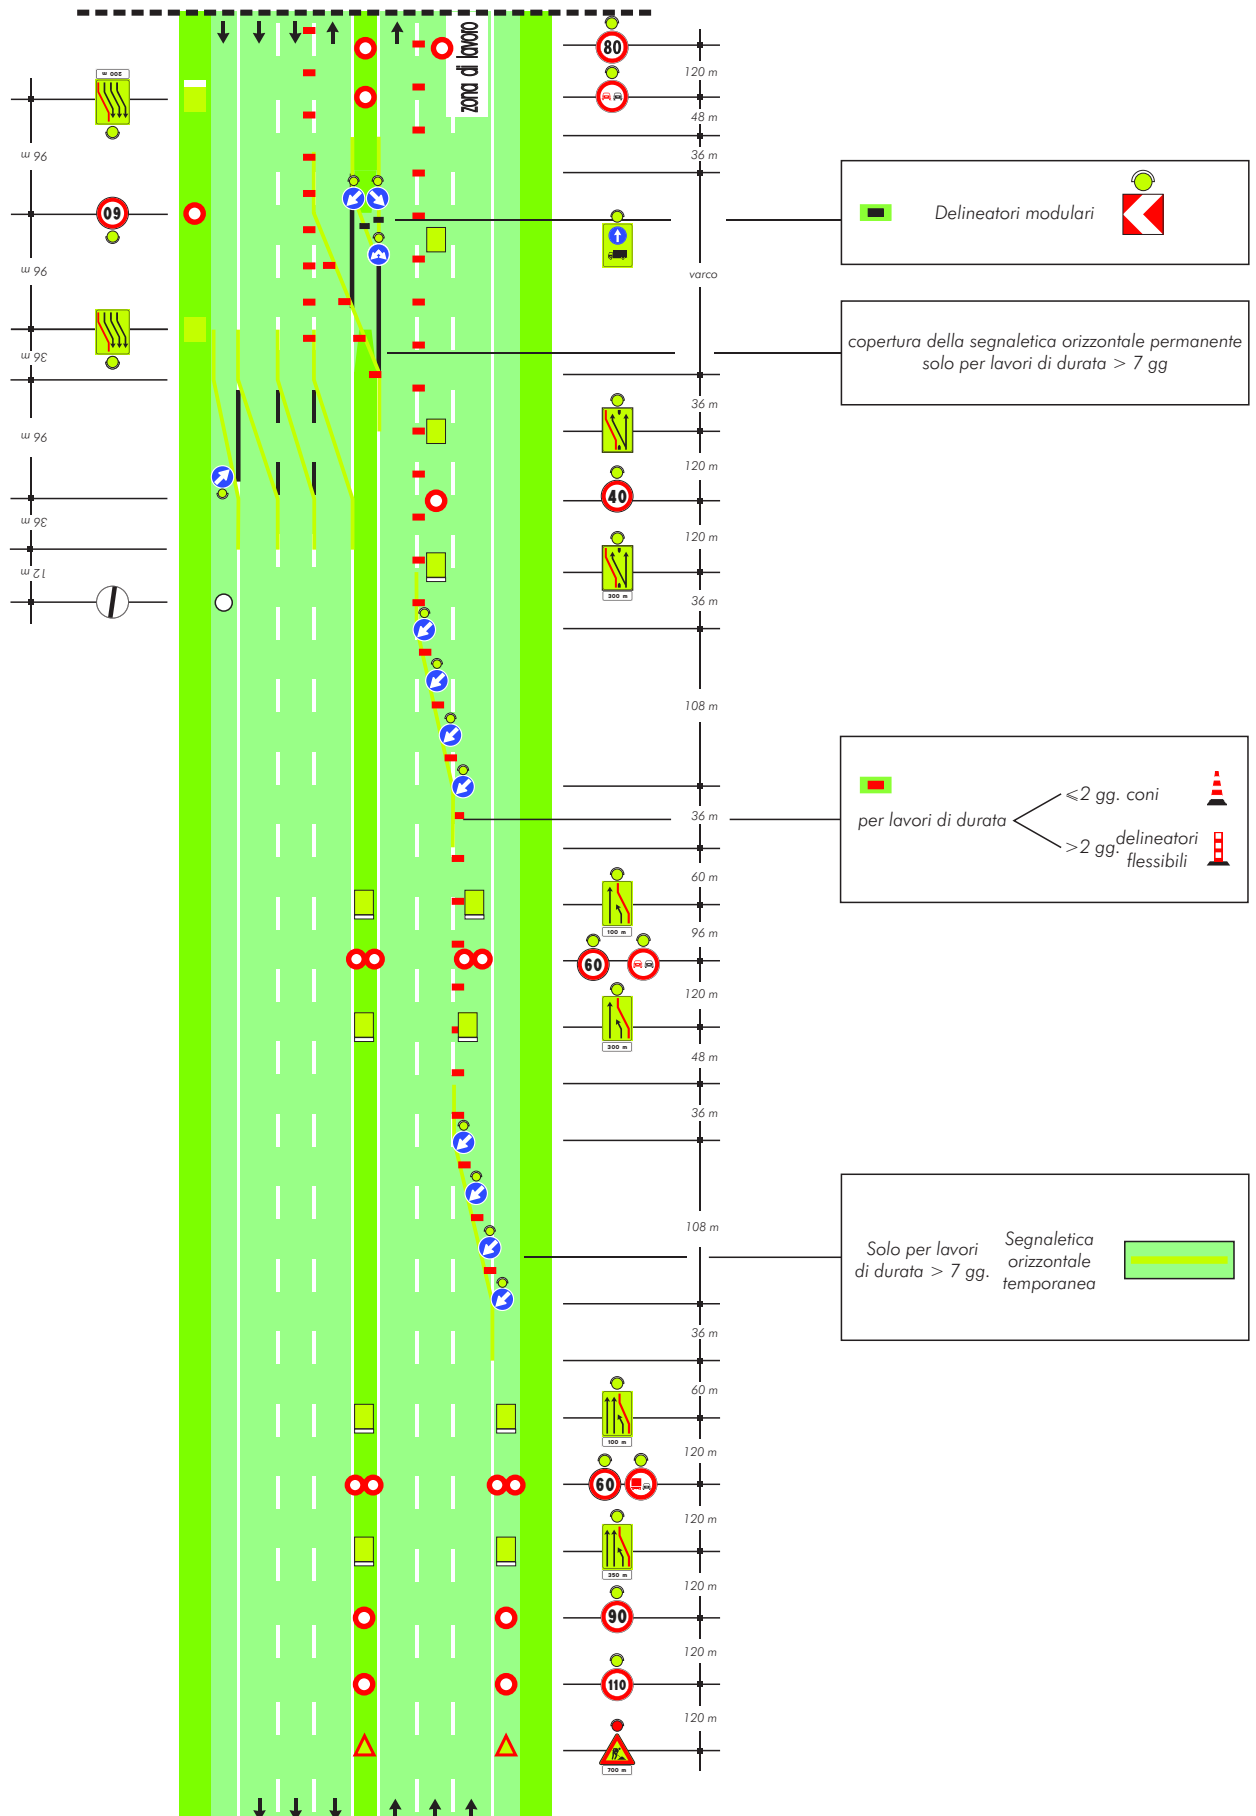 zona di lavoro
80
120 m
48 m
36 m
300 m
96 m
60
96 m
36 m
96 m
36 m
12 m
Delineatori modulari
varco
copertura della segnaletica orizzontale permanente
solo per lavori di durata > 7 gg
36 m
120 m
40
120 m
300 m
36 m
108 m
per lavori di durata
⩽2 gg. coni
>2 gg. delineatori
flessibili
36 m
60 m
100 m
96 m
60
120 m
300 m
48 m
36 m
108 m
Solo per lavori
di durata > 7 gg.
Segnaletica
orizzontale
temporanea
36 m
60 m
100 m
120 m
60
120 m
350 m
120 m
90
120 m
110
120 m
700 m